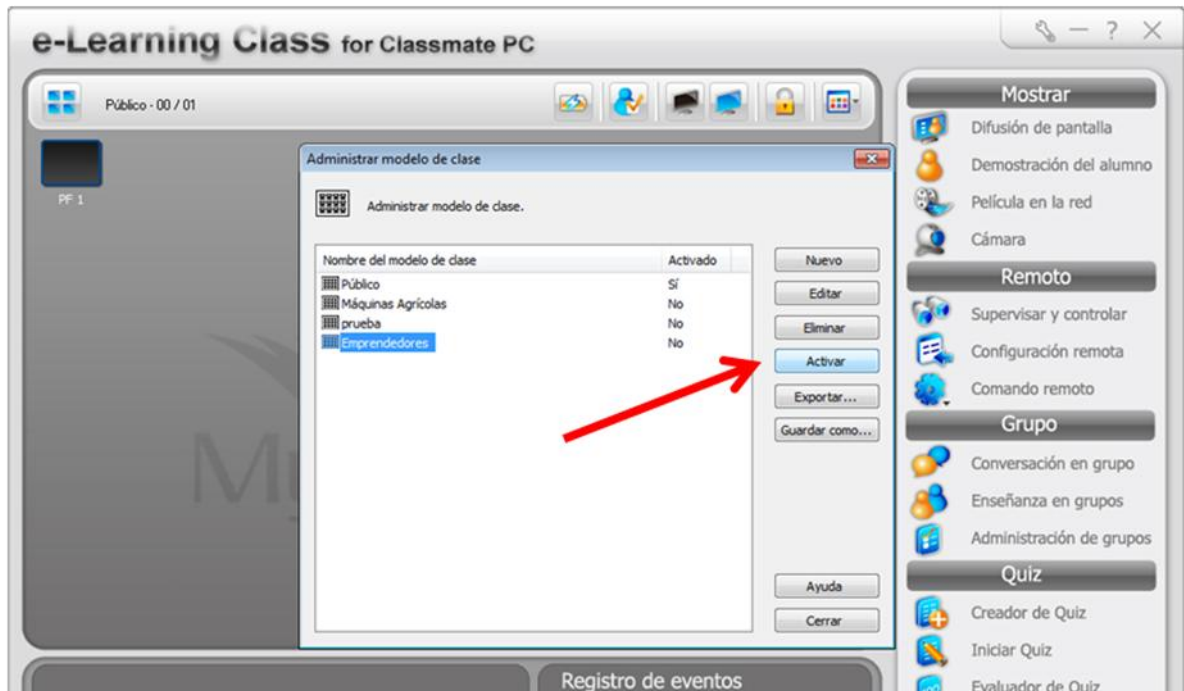 e-Learning Class for Classmate PC
?
Público - 00 / 01
PF 1
Administrar modelo de clase
Administrar modelo de clase.
Nombre del modelo de clase Activado
Público Sí
Máquinas Agrícolas No
prueba No
Emprendedores No
Nuevo
Editar
Eliminar
Activar
Exportar...
Guardar como...
Ayuda
Cerrar
Registro de eventos
Mostrar
Difusión de pantalla
Demostración del alumno
Película en la red
Cámara
Remoto
Supervisar y controlar
Configuración remota
Comando remoto
Grupo
Conversación en grupo
Enseñanza en grupos
Administración de grupos
Quiz
Creador de Quiz
Iniciar Quiz
Evaluador de Quiz